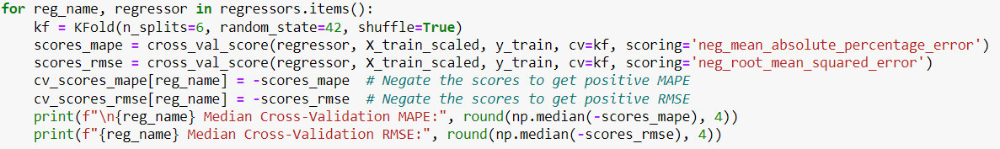 for reg_name, regressor in regressors.items():
    kf = KFold(n_splits=6, random_state=42, shuffle=True)
    scores_mape = cross_val_score(regressor, X_train_scaled, y_train, cv=kf, scoring='neg_mean_absolute_percentage_error')
    scores_rmse = cross_val_score(regressor, X_train_scaled, y_train, cv=kf, scoring='neg_root_mean_squared_error')
    cv_scores_mape[reg_name] = -scores_mape  # Negate the scores to get positive MAPE
    cv_scores_rmse[reg_name] = -scores_rmse  # Negate the scores to get positive RMSE
    print(f"\n{reg_name} Median Cross-Validation MAPE:", round(np.median(-scores_mape), 4))
    print(f"{reg_name} Median Cross-Validation RMSE:", round(np.median(-scores_rmse), 4))